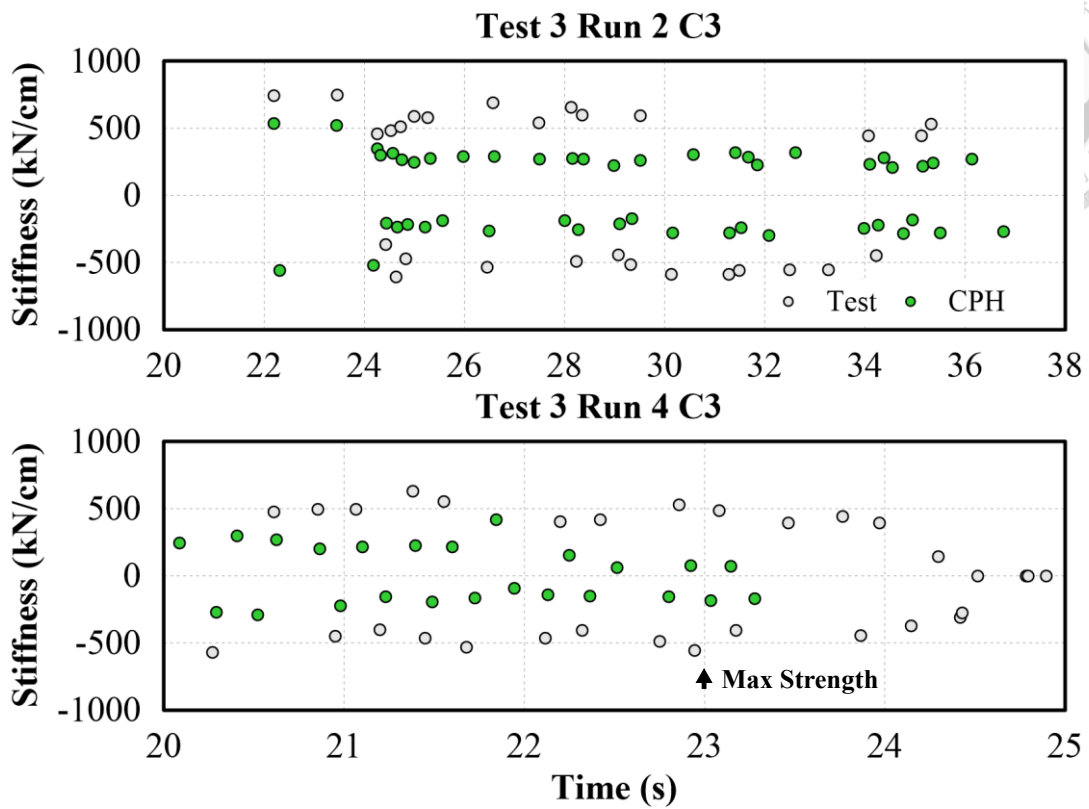 Test 3 Run 2 C3
1000
500
0
-500
-1000
Stiffness (kN/cm)
Test CPH
20 22 24 26 28 30 32 34 36 38
Test 3 Run 4 C3
1000
500
0
-500
-1000
Stiffness (kN/cm)
Max Strength
20 21 22 23 24 25
Time (s)